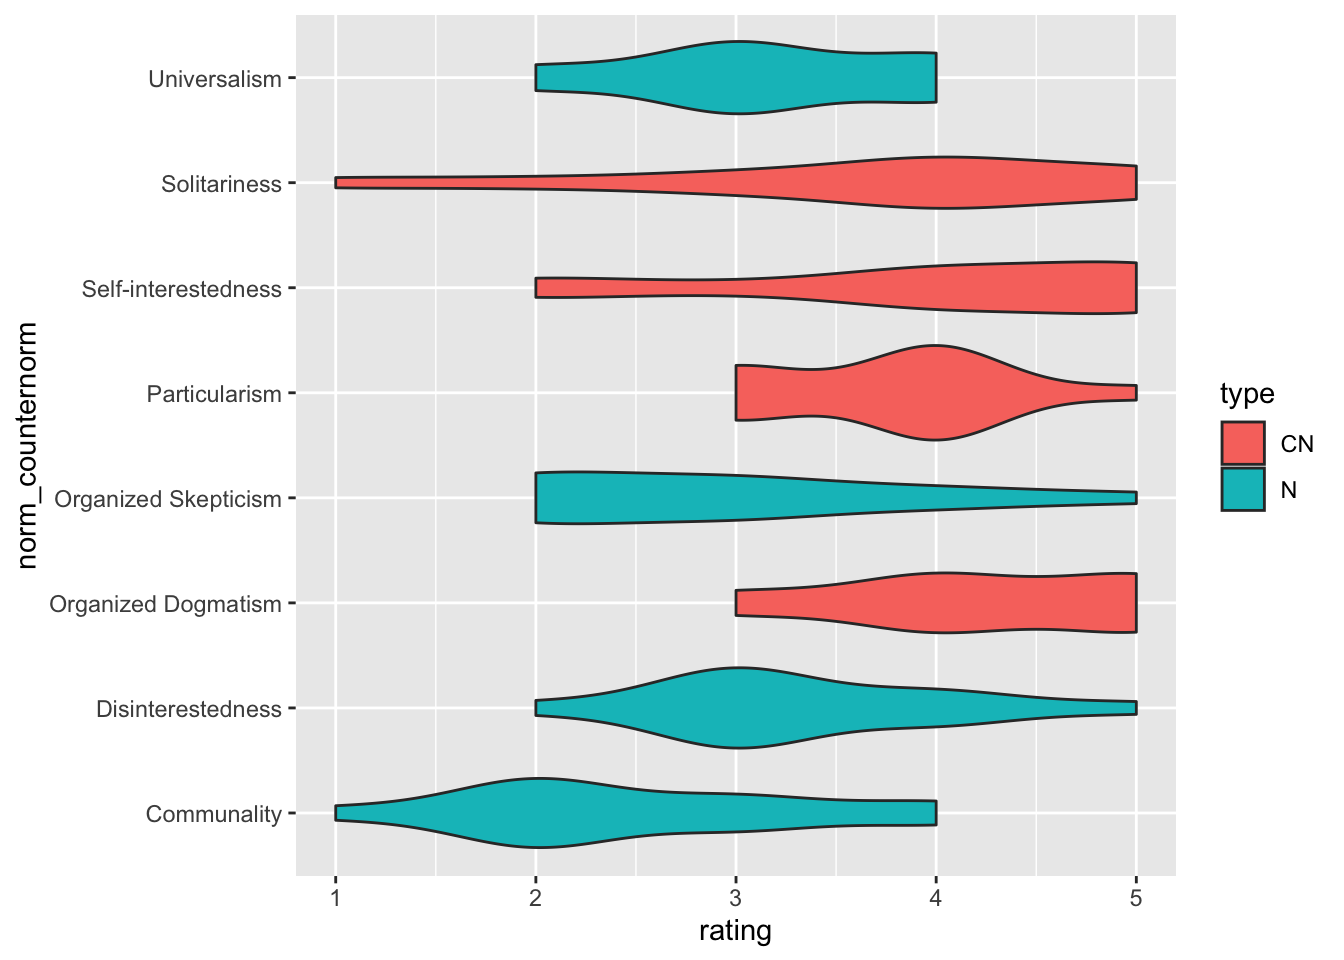 norm_counternorm
Universalism
Solitariness
Self-interestedness
Particularism
Organized Skepticism
Organized Dogmatism
Disinterestedness
Communality
1 2 3 4 5
rating
type
CN
N